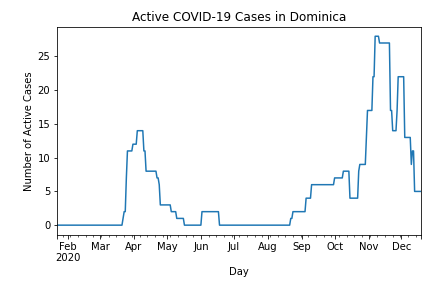 Active COVID-19 Cases in Dominica
Number of Active Cases
25
20
15
10
5
0
Feb Mar Apr May Jun Jul Aug Sep Oct Nov Dec
2020
Day